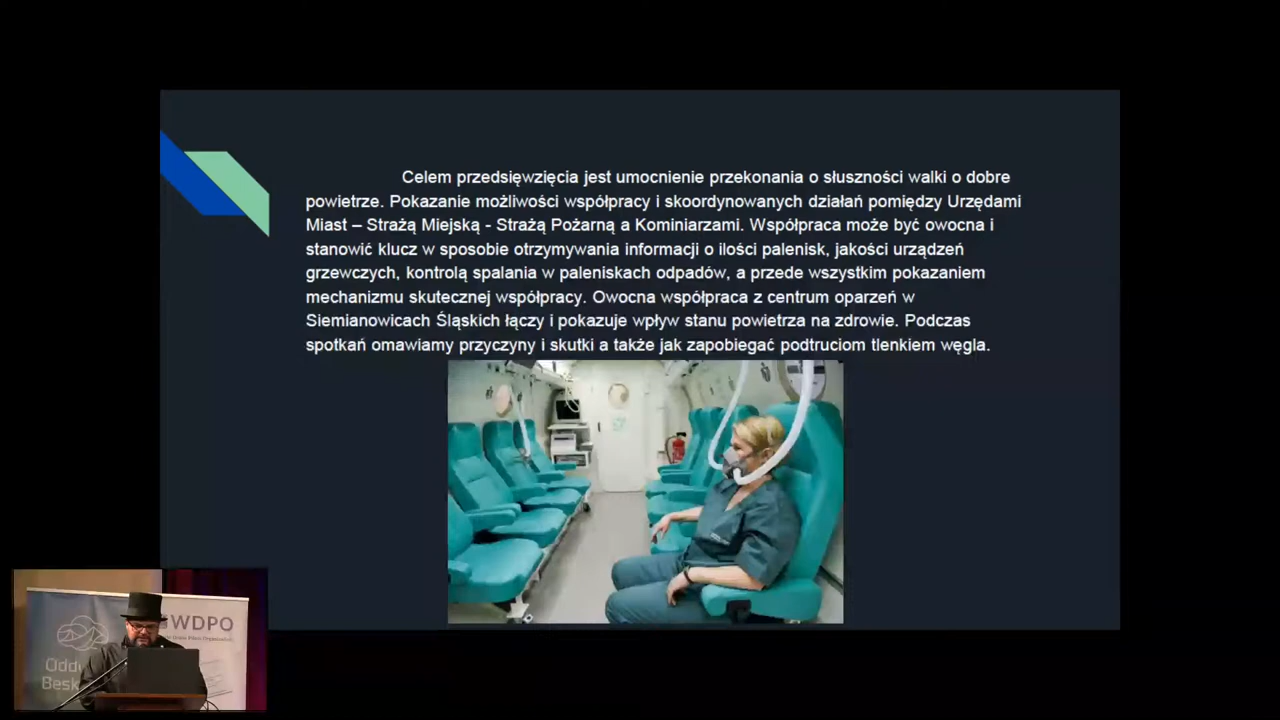 Celem przedsięwzięcia jest umocnienie przekonania o słuszności walki o dobre
powietrze. Pokazanie możliwości współpracy i skoordynowanych działań pomiędzy Urzędami
Miast – Strażą Miejską - Strażą Pożarną a Kominiarzami. Współpraca może być owocna i
stanowić klucz w sposobie otrzymywania informacji o ilości palenisk, jakości urządzeń
grzewczych, kontrolą spalania w paleniskach odpadów, a przede wszystkim pokazaniem
mechanizmu skutecznej współpracy. Owocna współpraca z centrum oparzeń w
Siemianowicach Śląskich łączy i pokazuje wpływ stanu powietrza na zdrowie. Podczas
spotkań omawiamy przyczyny i skutki a także jak zapobiegać podtruciom tlenkiem węgla.
WDPO